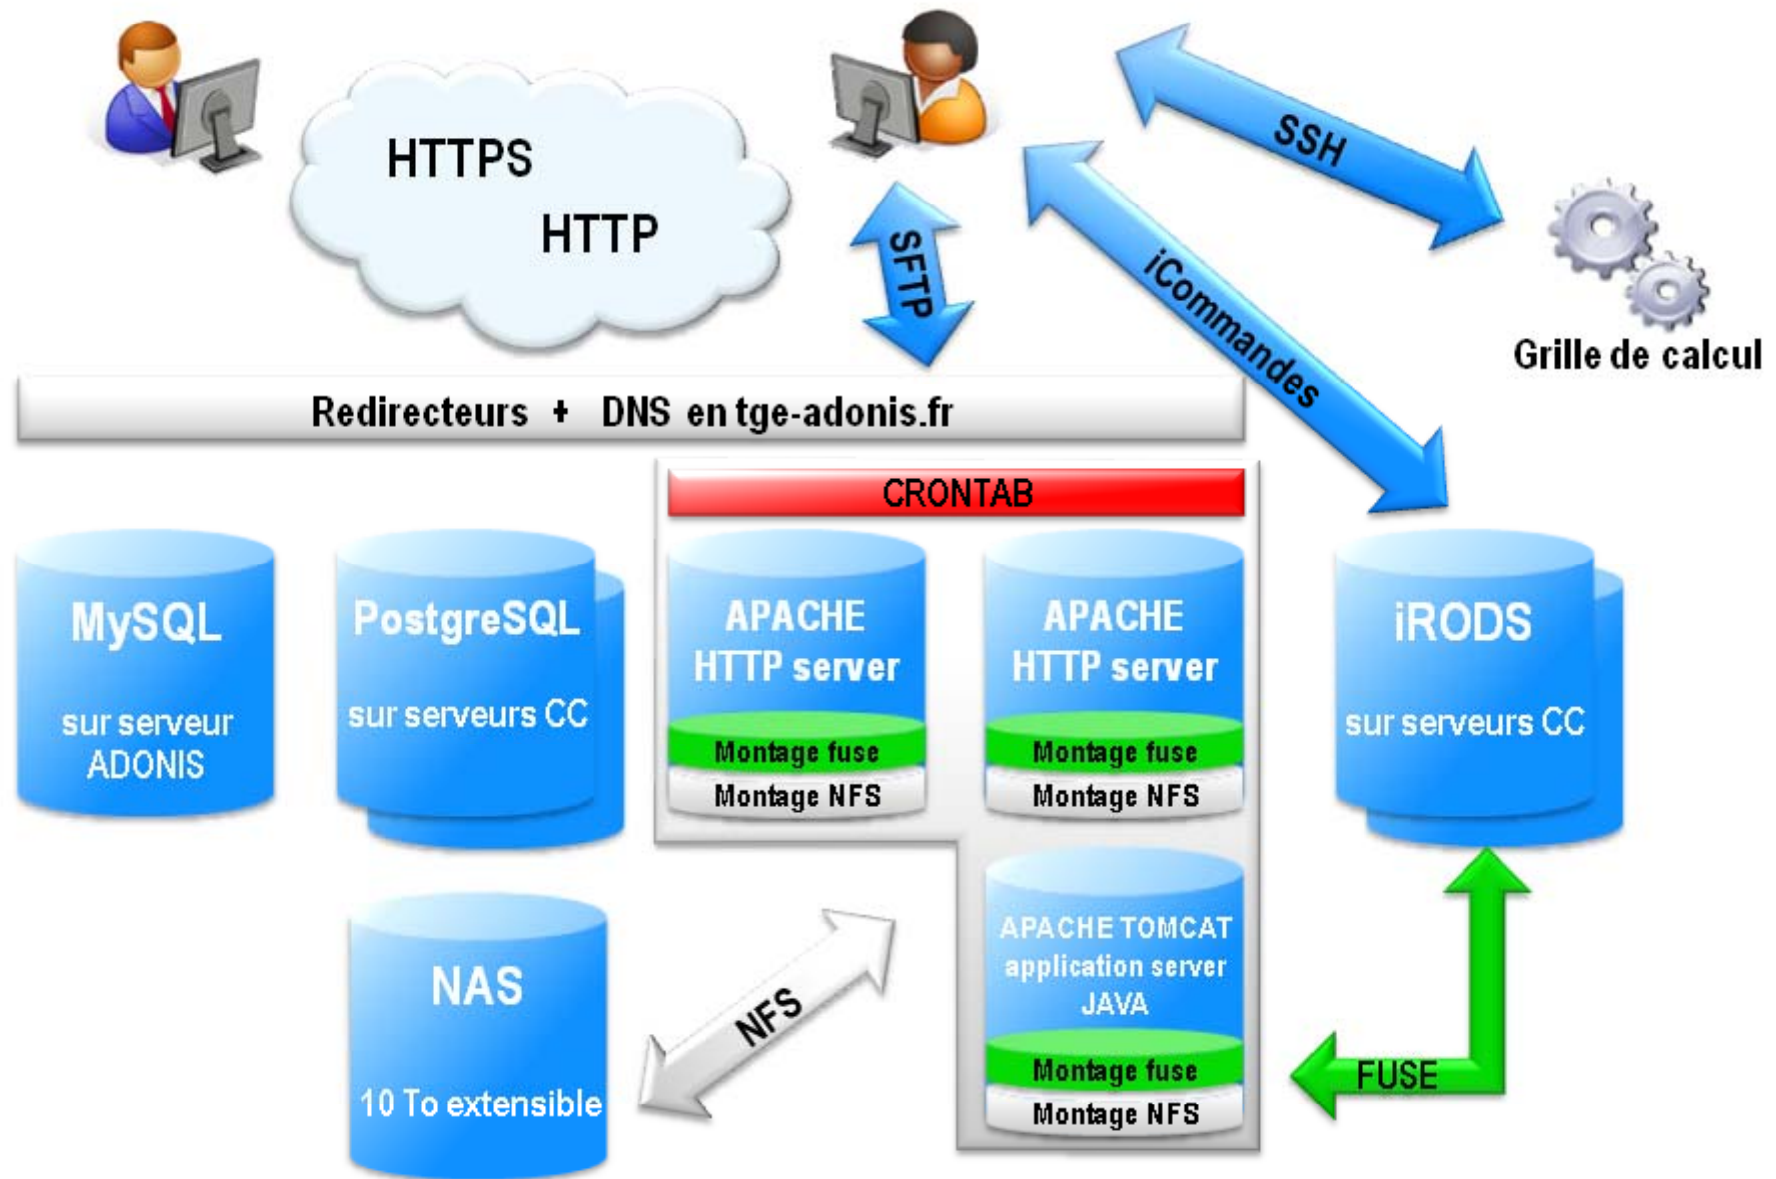 HTTPS
HTTP
SSH
SFTP
iCommandes
Grille de calcul
Redirecteurs + DNS en tge-adonis.fr
CRONTAB
MySQL
sur serveur
ADONIS
PostgreSQL
sur serveurs CC
APACHE
HTTP server
Montage fuse
Montage NFS
APACHE
HTTP server
Montage fuse
Montage NFS
iRODS
sur serveurs CC
NAS
10 To extensible
NFS
APACHE TOMCAT
application server
JAVA
Montage fuse
Montage NFS
FUSE